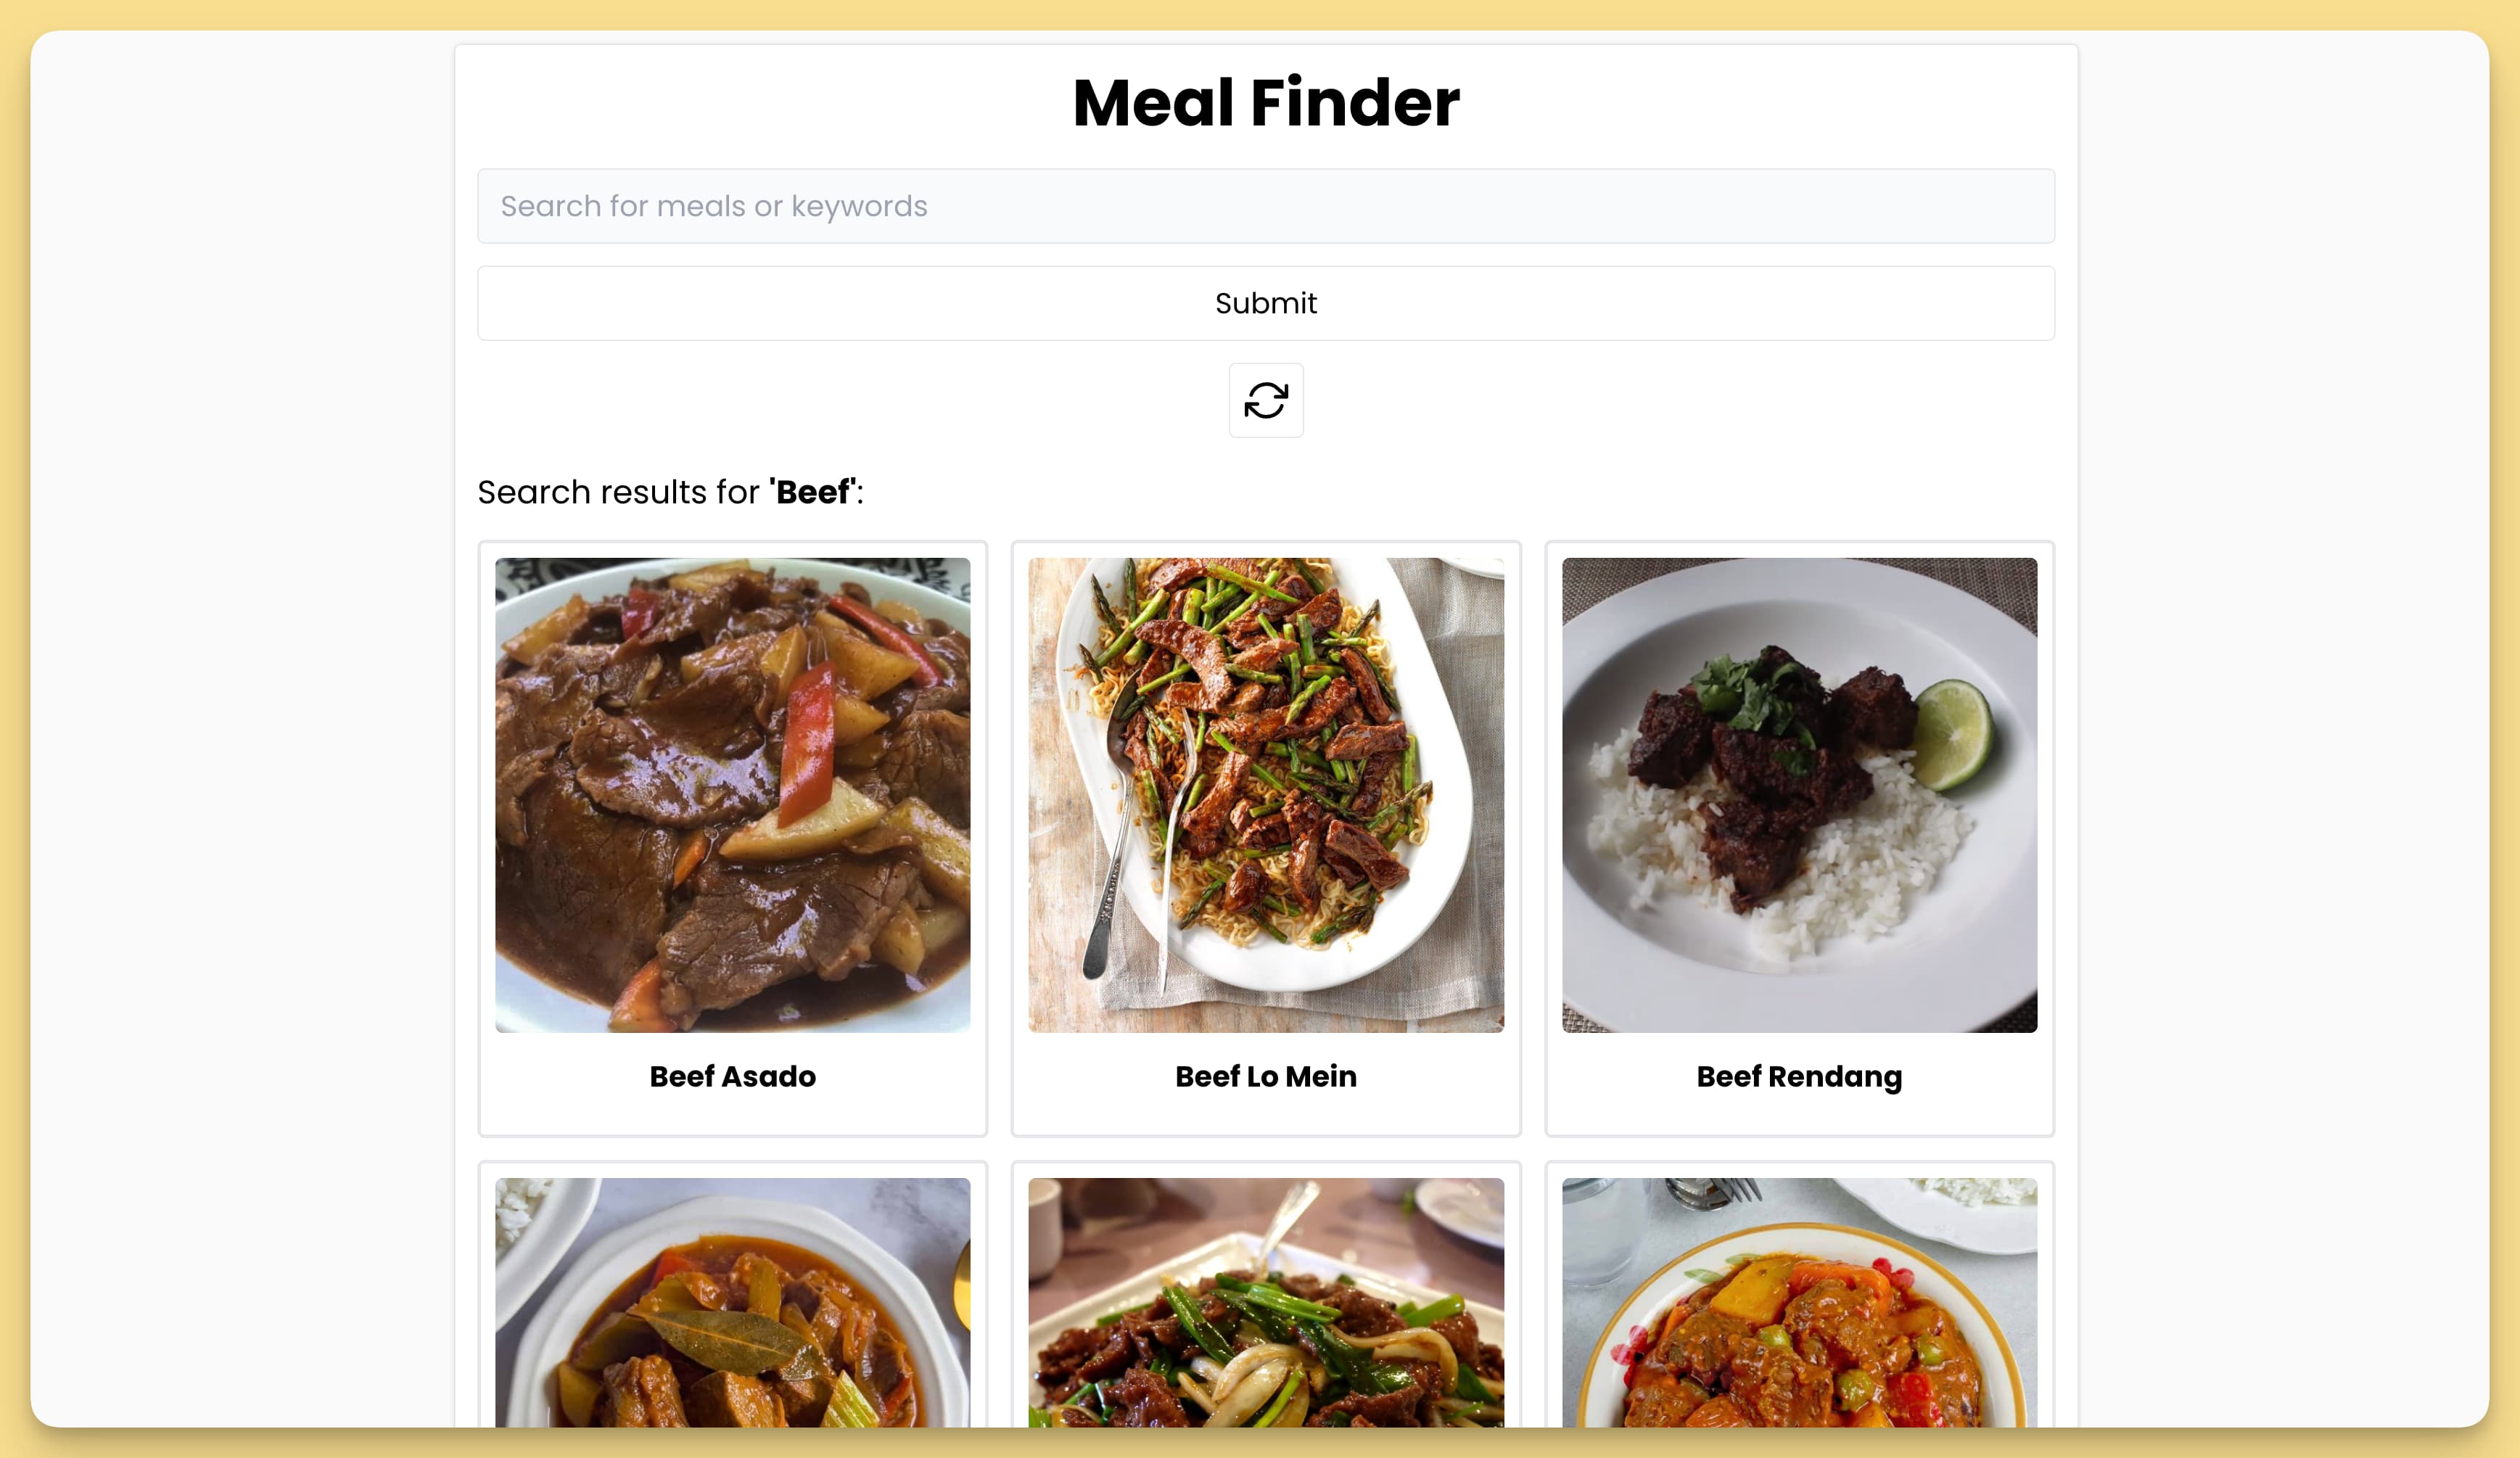 Meal Finder
Search for meals or keywords
Submit
Search results for 'Beef':
Beef Asado
Beef Lo Mein
Beef Rendang